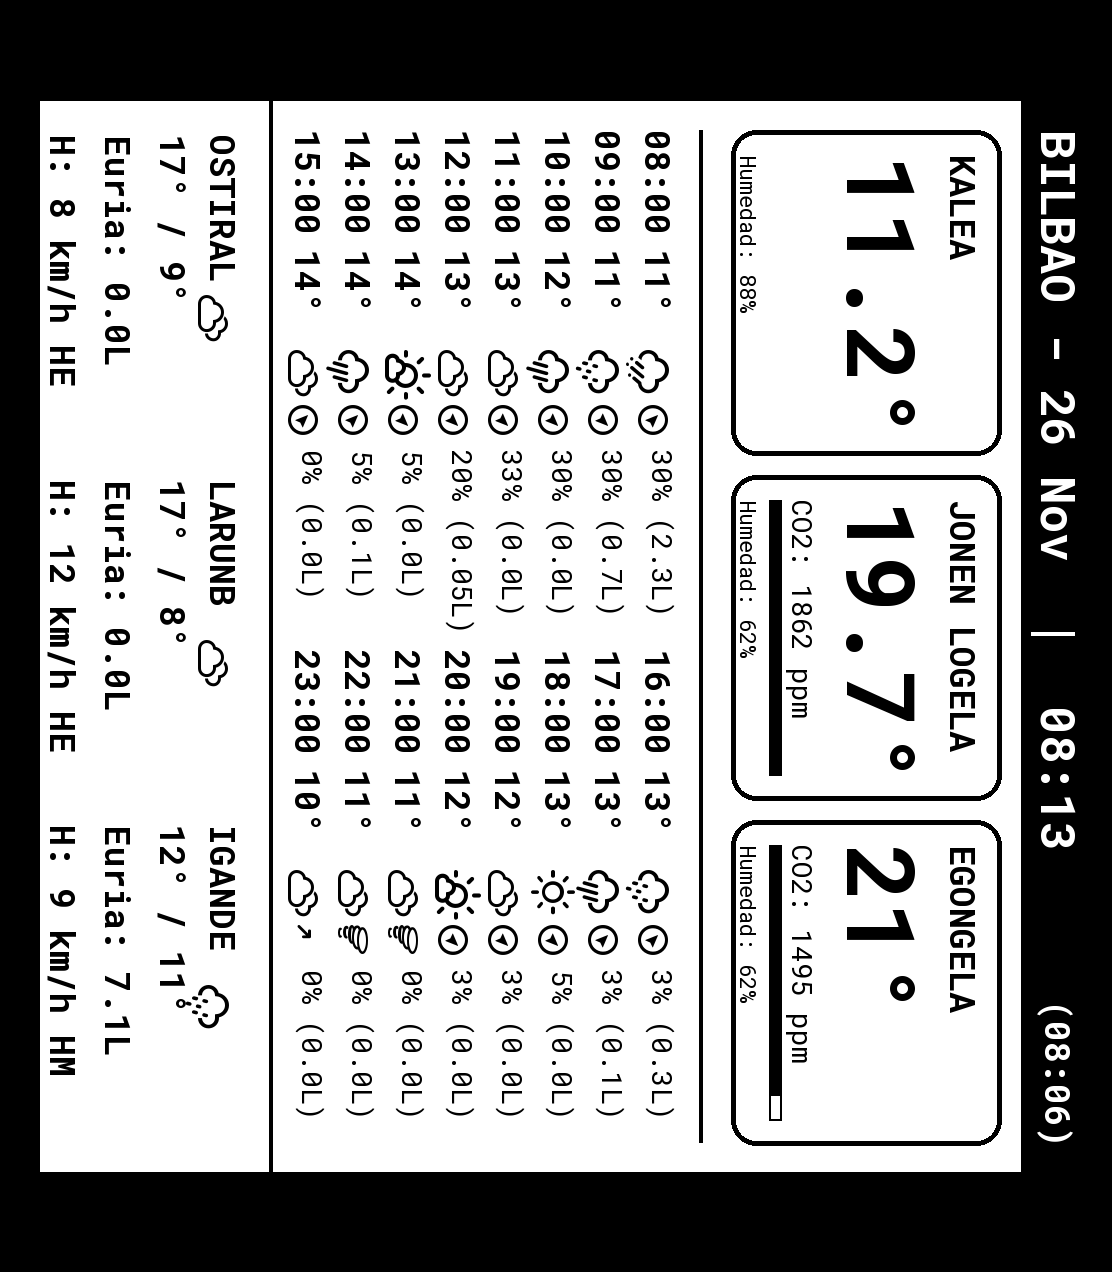 BILBAO - 26 Nov | 08:13 (08:06)
KALEA
11.2°
Humedad: 88%
JONEN LOGELA
19.7°
CO2: 1862 ppm
Humedad: 62%
EGONGELA
21°
CO2: 1495 ppm
Humedad: 62%
08:00 11° 30% (2.3L)
09:00 11° 30% (0.7L)
10:00 12° 30% (0.0L)
11:00 13° 33% (0.0L)
12:00 13° 20% (0.05L)
13:00 14° 5% (0.0L)
14:00 14° 5% (0.1L)
15:00 14° 0% (0.0L)
16:00 13° 3% (0.3L)
17:00 13° 3% (0.1L)
18:00 13° 5% (0.0L)
19:00 12° 3% (0.0L)
20:00 12° 3% (0.0L)
21:00 11° 0% (0.0L)
22:00 11° 0% (0.0L)
23:00 10° 0% (0.0L)
OSTIRAL
17° / 9°
Euria: 0.0L
H: 8 km/h HE
LARUNB
17° / 8°
Euria: 0.0L
H: 12 km/h HE
IGANDE
12° / 11°
Euria: 7.1L
H: 9 km/h HM